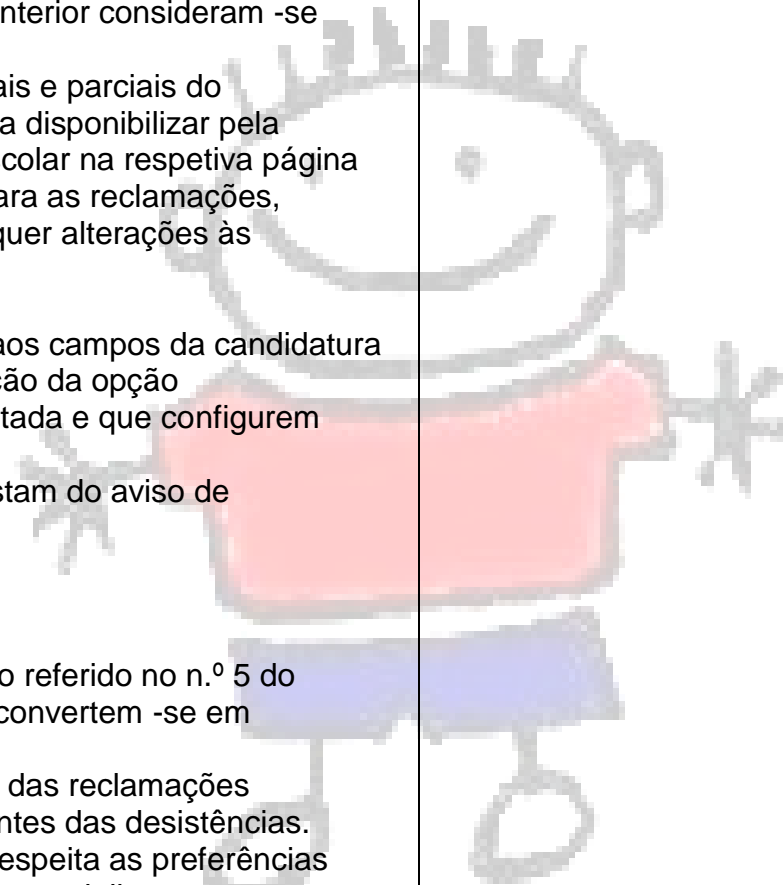 nterior consideram -se
ais e parciais do
a disponibilizar pela
colar na respetiva página
ara as reclamações,
quer alterações às
aos campos da candidatura
ção da opção
tada e que configurem
stam do aviso de
o referido no n.º 5 do
convertem -se em
das reclamações
ntes das desistências.
espeita as preferências